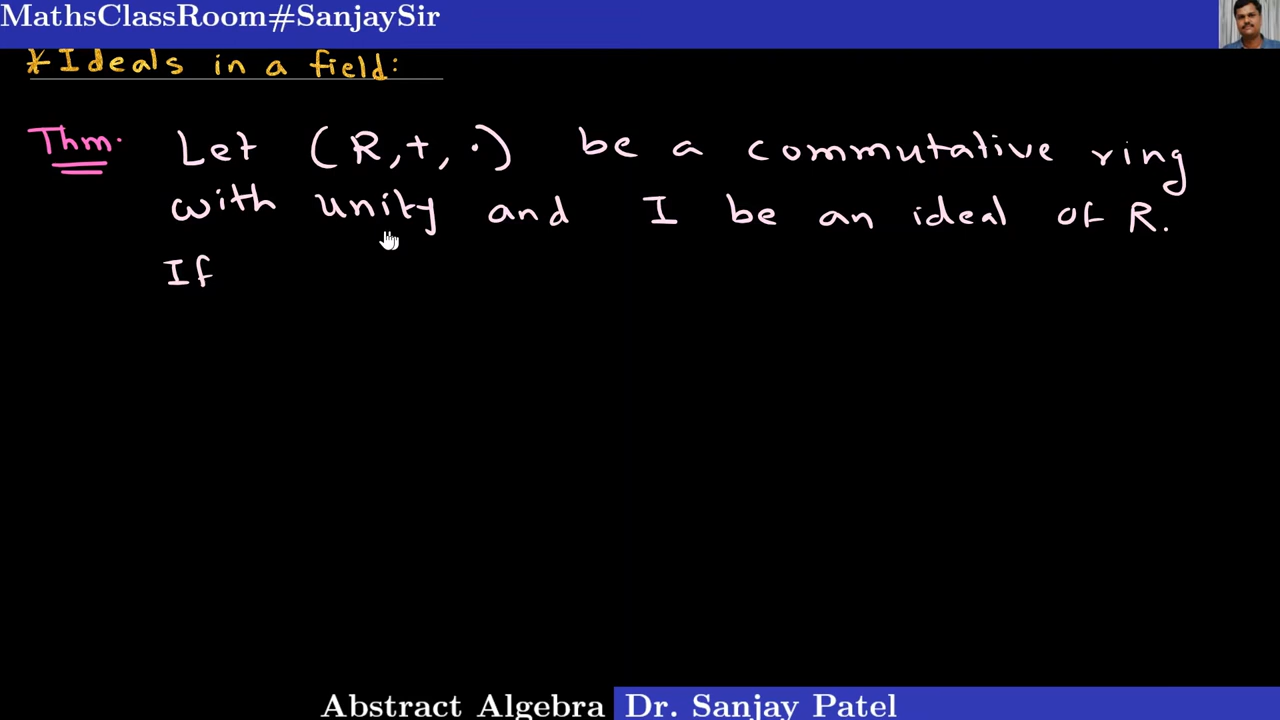 MathsClassRoom#SanjaySir
*Ideals in a field:
Thm. Let (R,+,·) be a commutative ring
with unity and I be an ideal of R.
If
Abstract Algebra Dr. Sanjay Patel